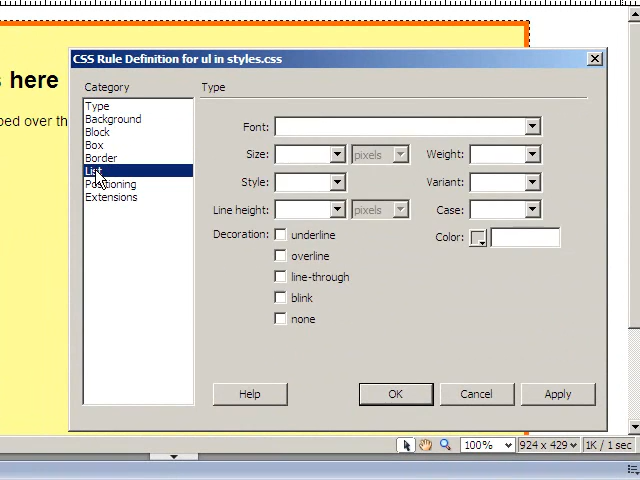 s here
ped over th
CSS Rule Definition for ul in styles.css
Category
Type
Background
Block
Box
Border
List
Positioning
Extensions
Type
Font:
Size: pixels Weight:
Style: Variant:
Line height: pixels Case:
Decoration: underline Color:
overline
line-through
blink
none
Help OK Cancel Apply
100% 924 x 429 1K / 1 sec